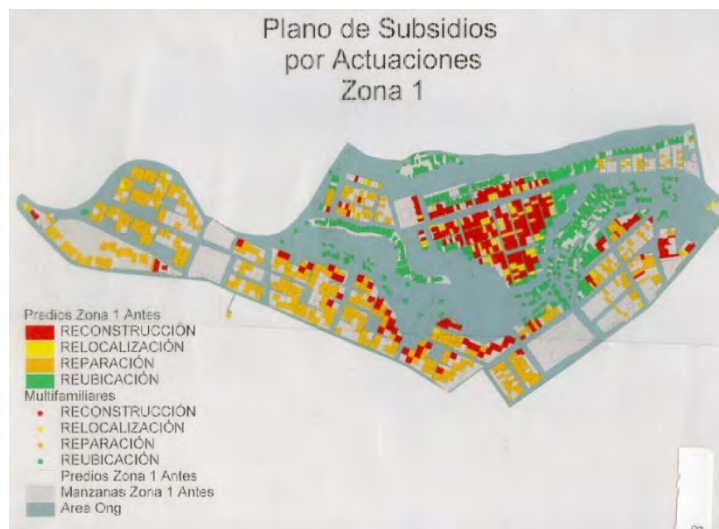 Plano de Subsidios
por Actuaciones
Zona 1
Predios Zona 1 Antes
RECONSTRUCCIÓN
RELOCALIZACIÓN
REPARACIÓN
REUBICACIÓN
Multifamiliares
RECONSTRUCCIÓN
RELOCALIZACIÓN
REPARACIÓN
REUBICACIÓN
Predios Zona 1 Antes
Manzanas Zona 1 Antes
Area Ong